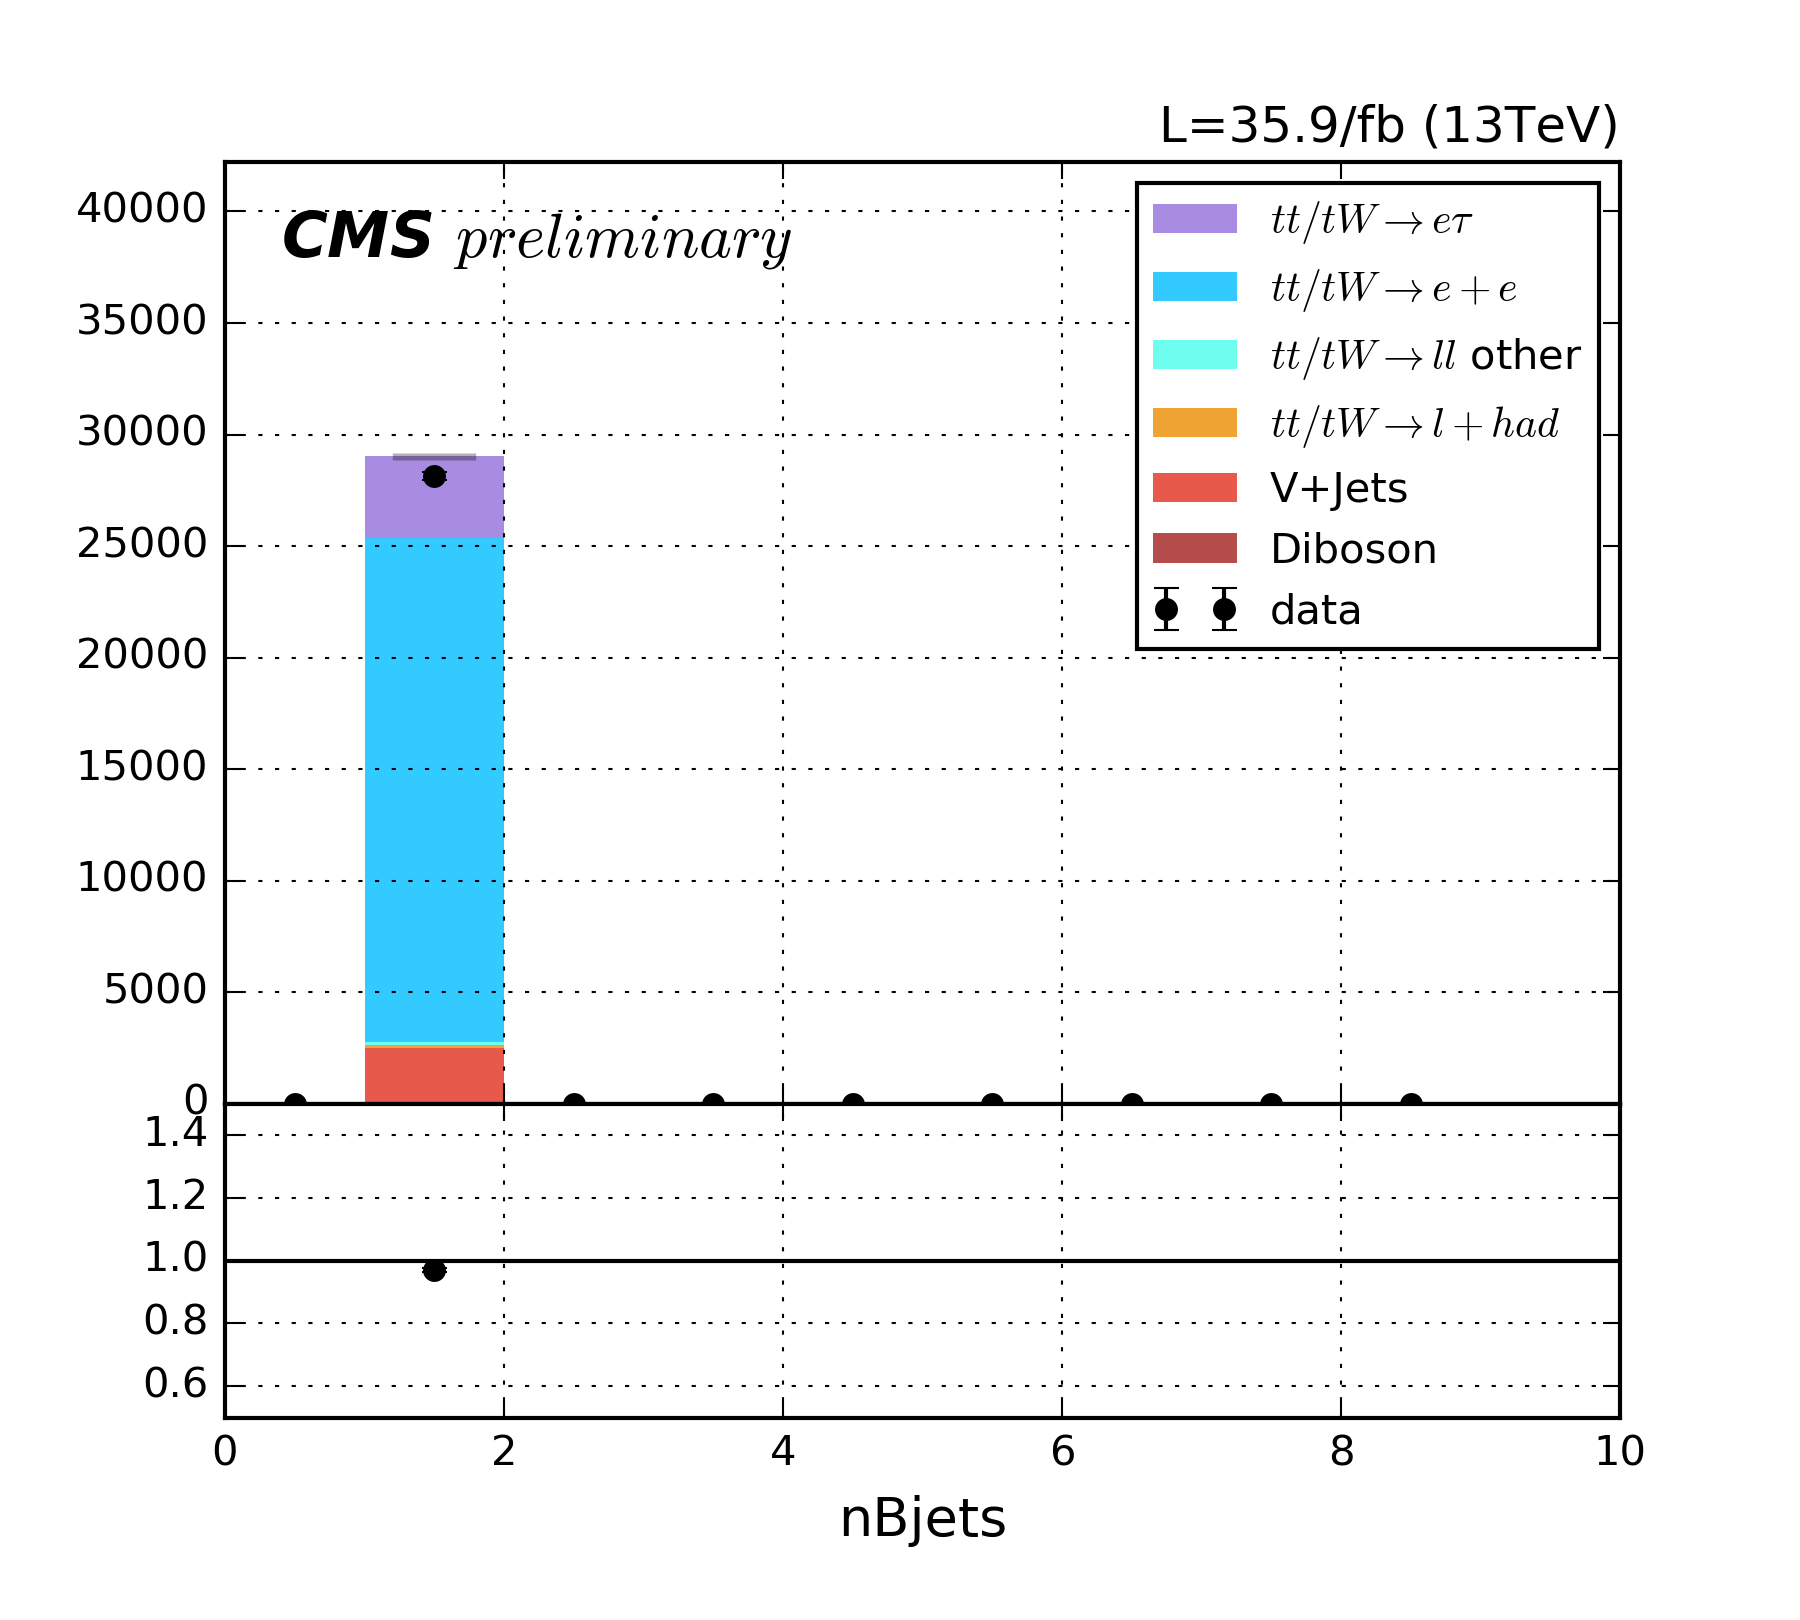 L=35.9/fb (13TeV)
CMS preliminary
40000
35000
30000
25000
20000
15000
10000
5000
0
tt/tW→eτ
tt/tW→e+e
tt/tW→ll other
tt/tW→l+had
V+Jets
Diboson
data
1.4
1.2
1.0
0.8
0.6
0 2 4 6 8 10
nBjets